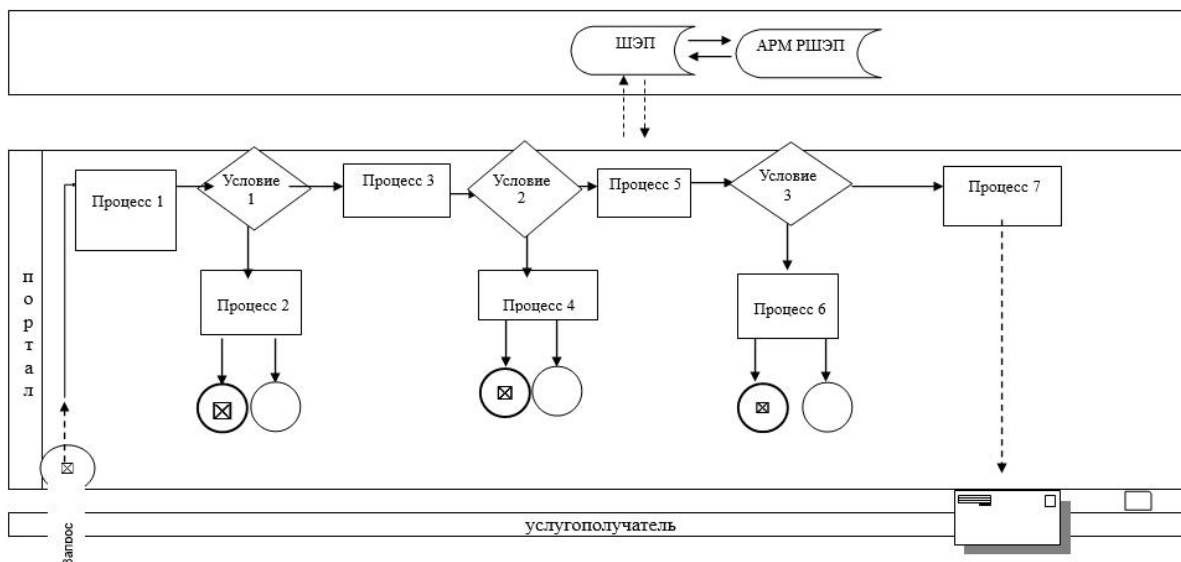 ШЭП
АРМ РШЭП
портал
Процесс 1
Условие
1
Процесс 3
Условие
2
Процесс 5
Условие
3
Процесс 7
Процесс 2
Процесс 4
Процесс 6
Запрос
услугополучатель